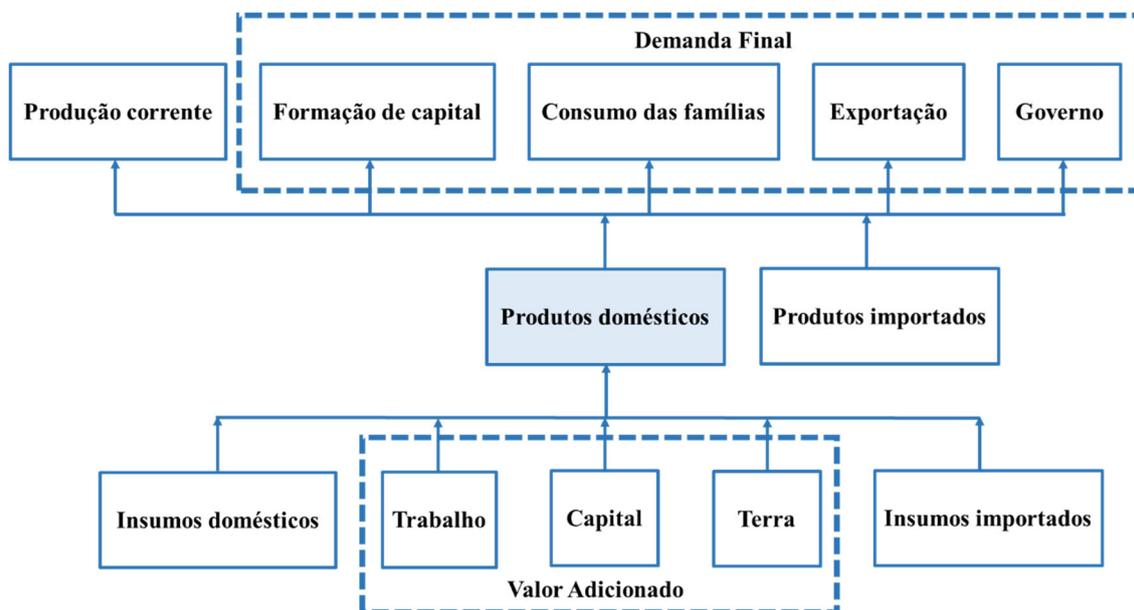 Demanda Final
Produção corrente
Formação de capital
Consumo das famílias
Exportação
Governo
Produtos domésticos
Produtos importados
Insumos domésticos
Trabalho
Capital
Terra
Insumos importados
Valor Adicionado